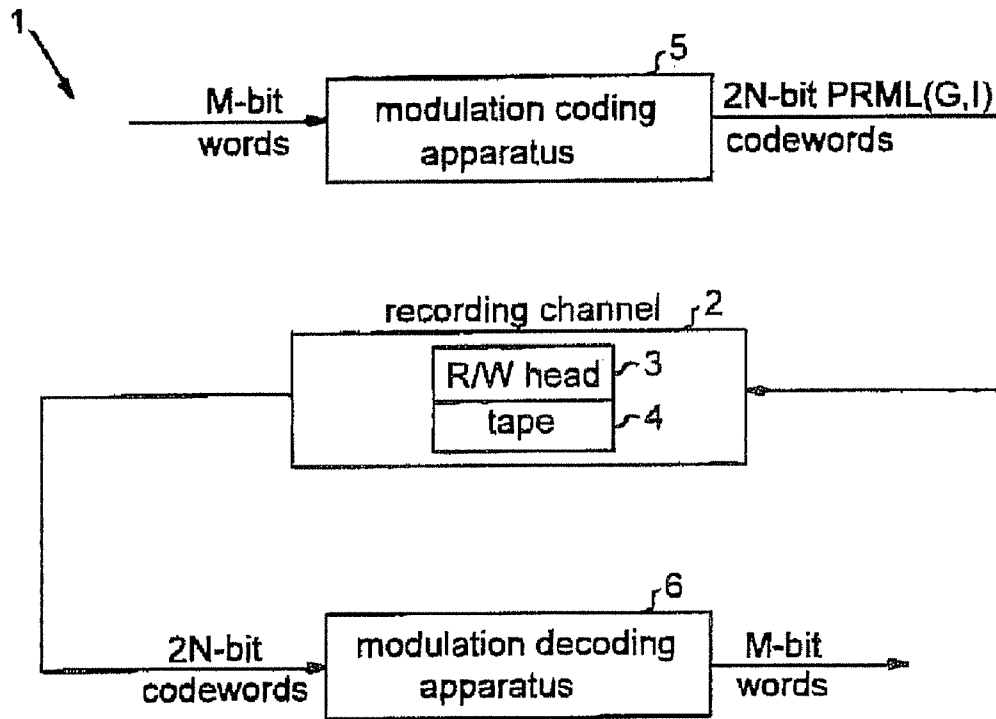 1
5
M-bit
words
modulation coding
apparatus
2N-bit PRML(G,I)
codewords
recording channel
2
R/W head
3
tape
4
6
2N-bit
codewords
modulation decoding
apparatus
M-bit
words